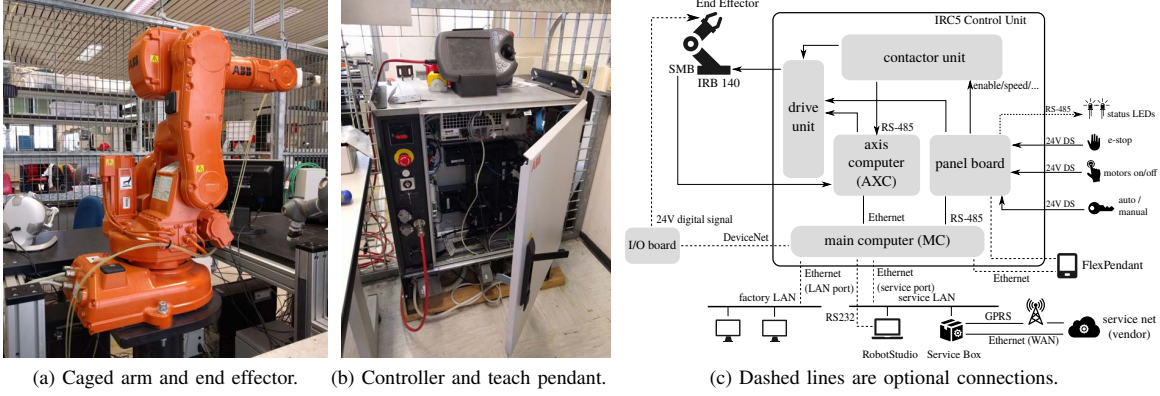 ABB
ABB
End Effector
IRC5 Control Unit
SMB
IRB 140
contactor unit
enable/speed/...
drive
unit
RS-485
axis
computer
(AXC)
panel board
RS-485
status LEDs
24V DS
e-stop
24V DS
motors on/off
24V DS
auto /
manual
24V digital signal
Ethernet
RS-485
I/O board
DeviceNet
main computer (MC)
FlexPendant
Ethernet
Ethernet
(LAN port)
Ethernet
(service port)
factory LAN
service LAN
RS232
GPRS
Ethernet (WAN)
service net
(vendor)
RobotStudio
Service Box
(a) Caged arm and end effector.
(b) Controller and teach pendant.
(c) Dashed lines are optional connections.